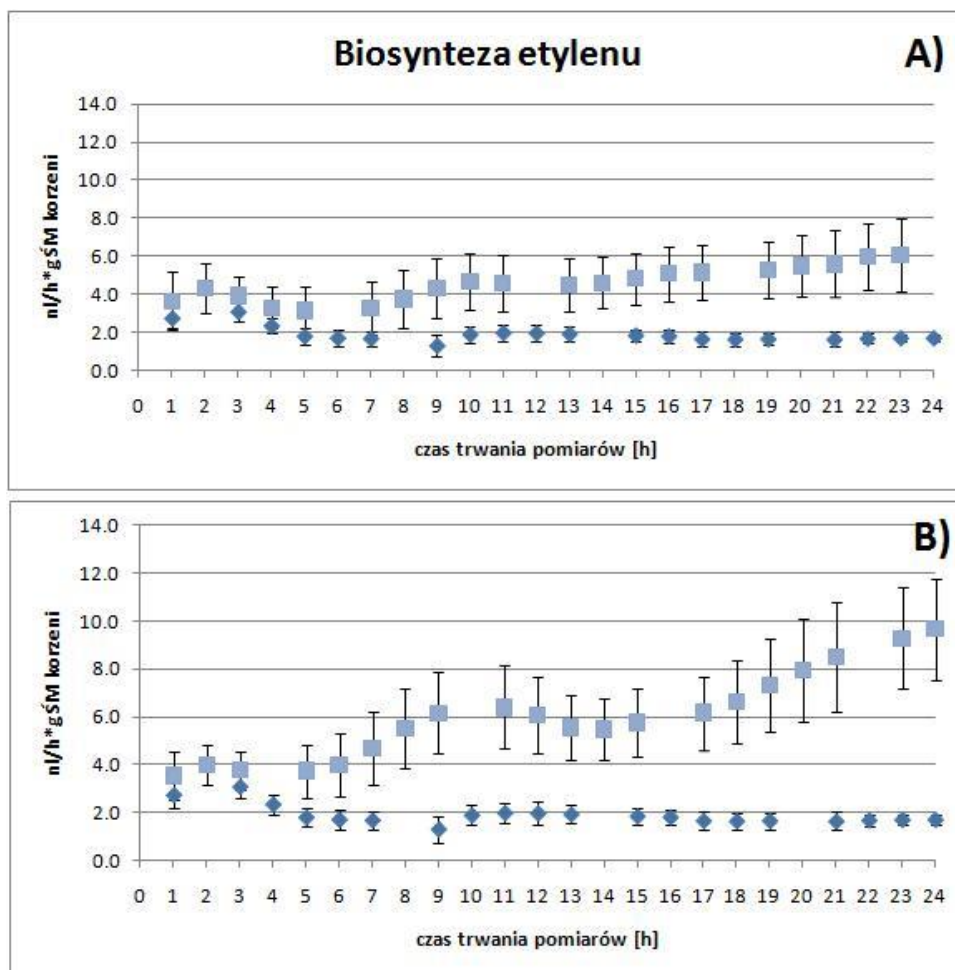 Biosynteza etylenu
A)
nl/h*gŚM korzeni
14.0
12.0
10.0
8.0
6.0
4.0
2.0
0.0
0 1 2 3 4 5 6 7 8 9 10 11 12 13 14 15 16 17 18 19 20 21 22 23 24
czas trwania pomiarów [h]
B)
nl/h*gŚM korzeni
14.0
12.0
10.0
8.0
6.0
4.0
2.0
0.0
0 1 2 3 4 5 6 7 8 9 10 11 12 13 14 15 16 17 18 19 20 21 22 23 24
czas trwania pomiarów [h]